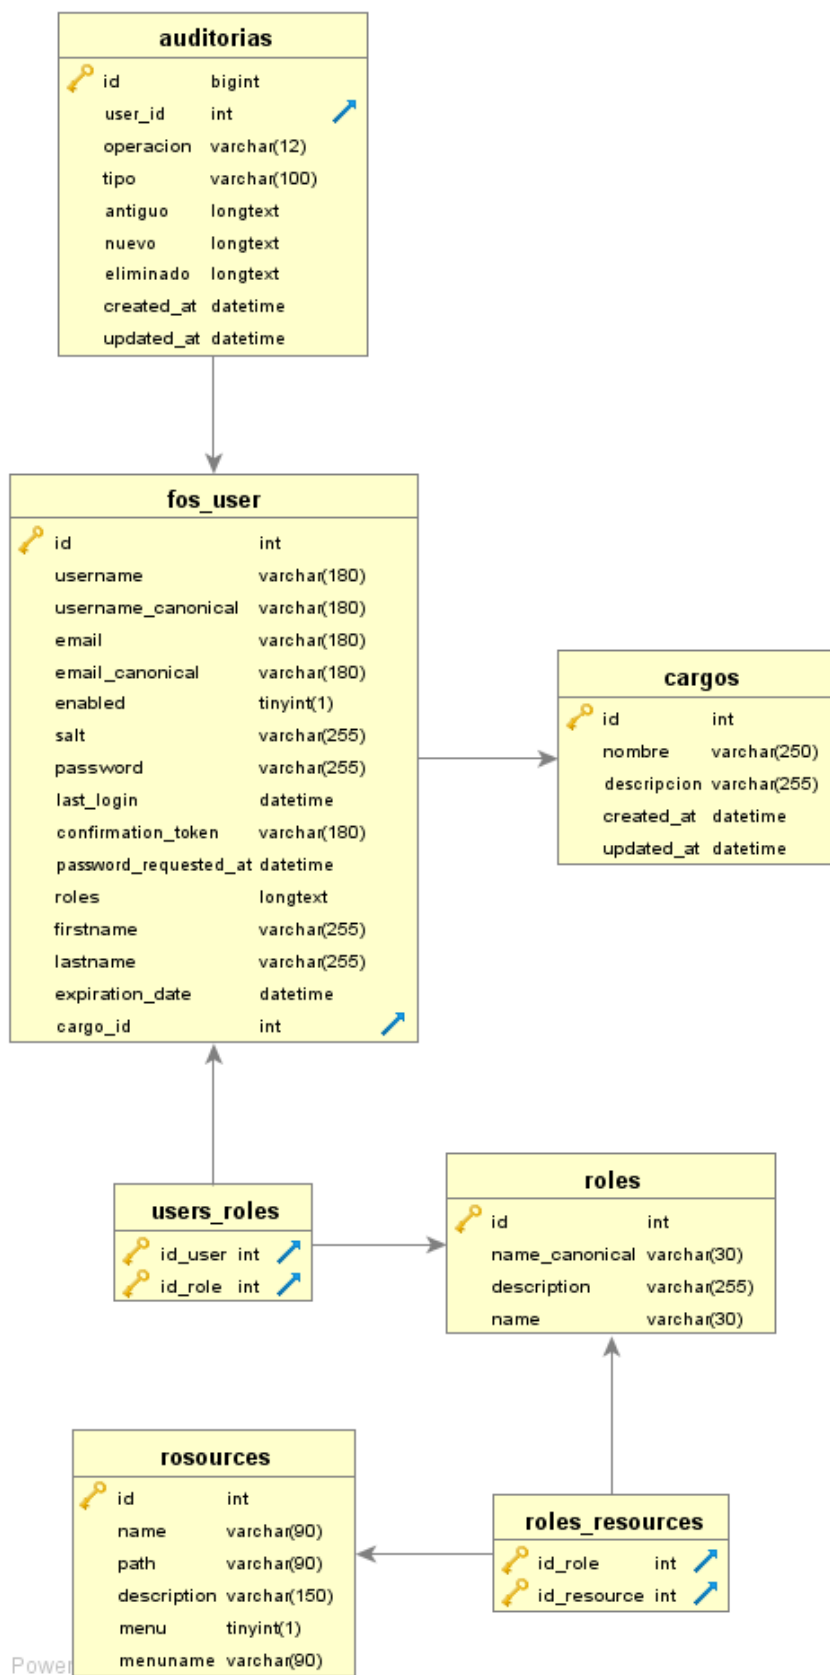 auditorias
id bigint
user_id int
operacion varchar(12)
tipo varchar(100)
antiguo longtext
nuevo longtext
eliminado longtext
created_at datetime
updated_at datetime
fos_user
id int
username varchar(180)
username_canonical varchar(180)
email varchar(180)
email_canonical varchar(180)
enabled tinyint(1)
salt varchar(255)
password varchar(255)
last_login datetime
confirmation_token varchar(180)
password_requested_at datetime
roles longtext
firstname varchar(255)
lastname varchar(255)
expiration_date datetime
cargo_id int
cargos
id int
nombre varchar(250)
descripcion varchar(255)
created_at datetime
updated_at datetime
users_roles
id_user int
id_role int
roles
id int
name_canonical varchar(30)
description varchar(255)
name varchar(30)
rosources
id int
name varchar(90)
path varchar(90)
description varchar(150)
menu tinyint(1)
menuname varchar(90)
roles_resources
id_role int
id_resource int
Power